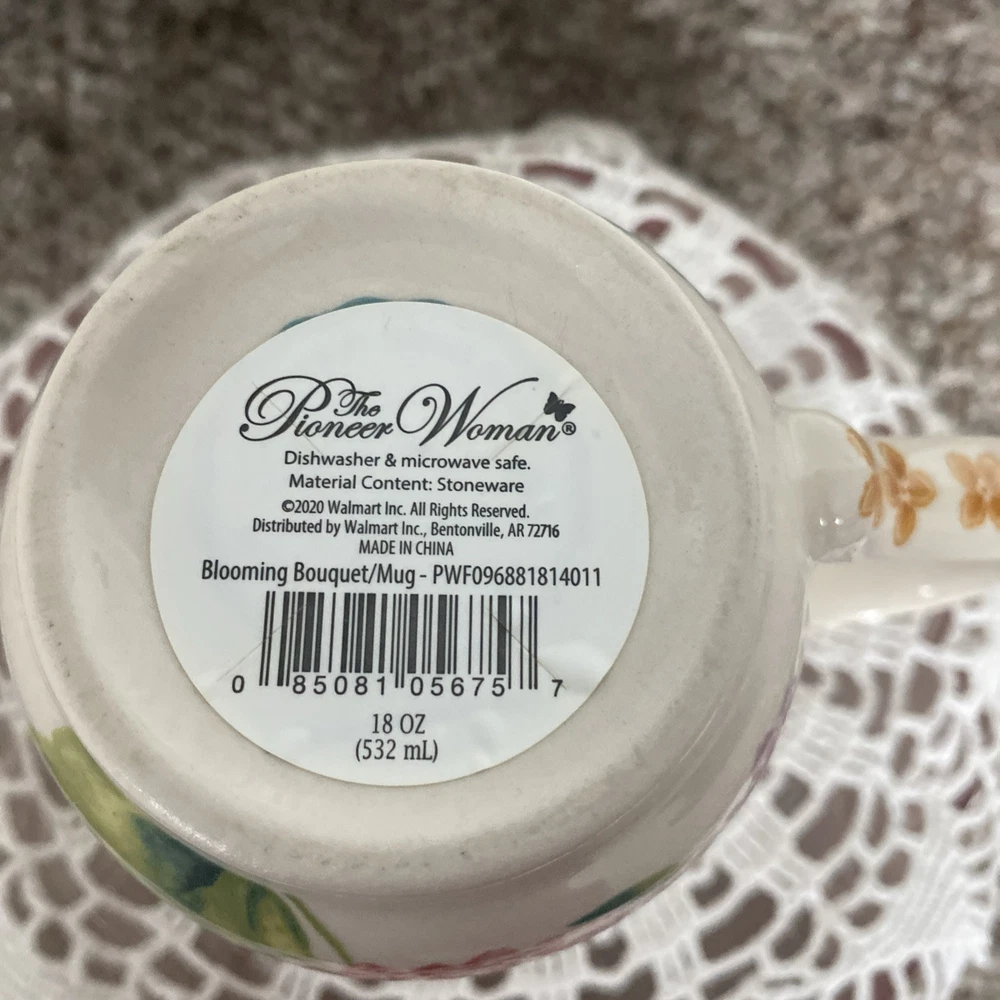 The Pioneer Woman®
Dishwasher & microwave safe.
Material Content: Stoneware
©2020 Walmart Inc. All Rights Reserved.
Distributed by Walmart Inc., Bentonville, AR 72716
MADE IN CHINA
Blooming Bouquet/Mug - PWF096881814011
0 85081 05675 7
18 OZ
(532 mL)